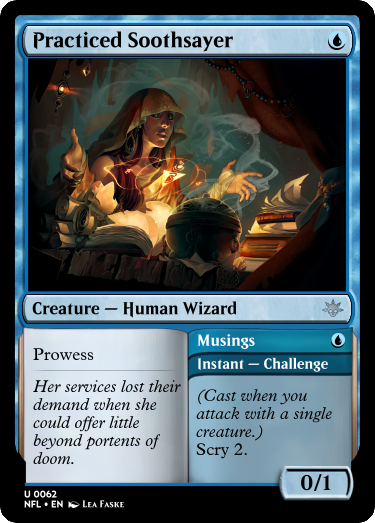 Practiced Soothsayer
Creature — Human Wizard
Prowess
Her services lost their
demand when she
could offer little
beyond portents of
doom.
Musings
Instant — Challenge
(Cast when you
attack with a single
creature.)
Scry 2.
0/1
U 0062
NFL • EN Lea Faske